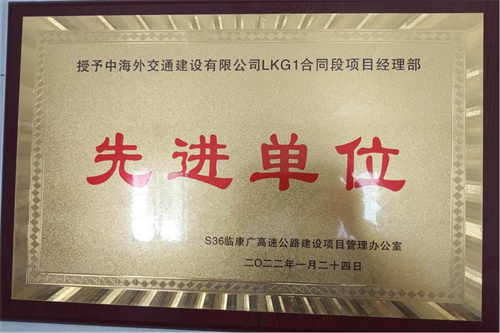 授予中海外交通建设有限公司LKG1合同段项目经理部
先进单位
S36临康广高速公路建设项目管理办公室
二〇二二年一月二十四日